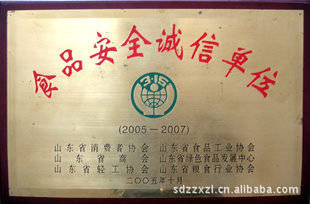 食品安全诚信单位
315
(2005-2007)
山东省消费者协会 山东省食品工业协会
山东省商会 山东省绿色食品发展中心
山东省轻工协会 山东省粮食行业协会
二〇〇五年十月
sdzzxzl.cn.alibaba.com